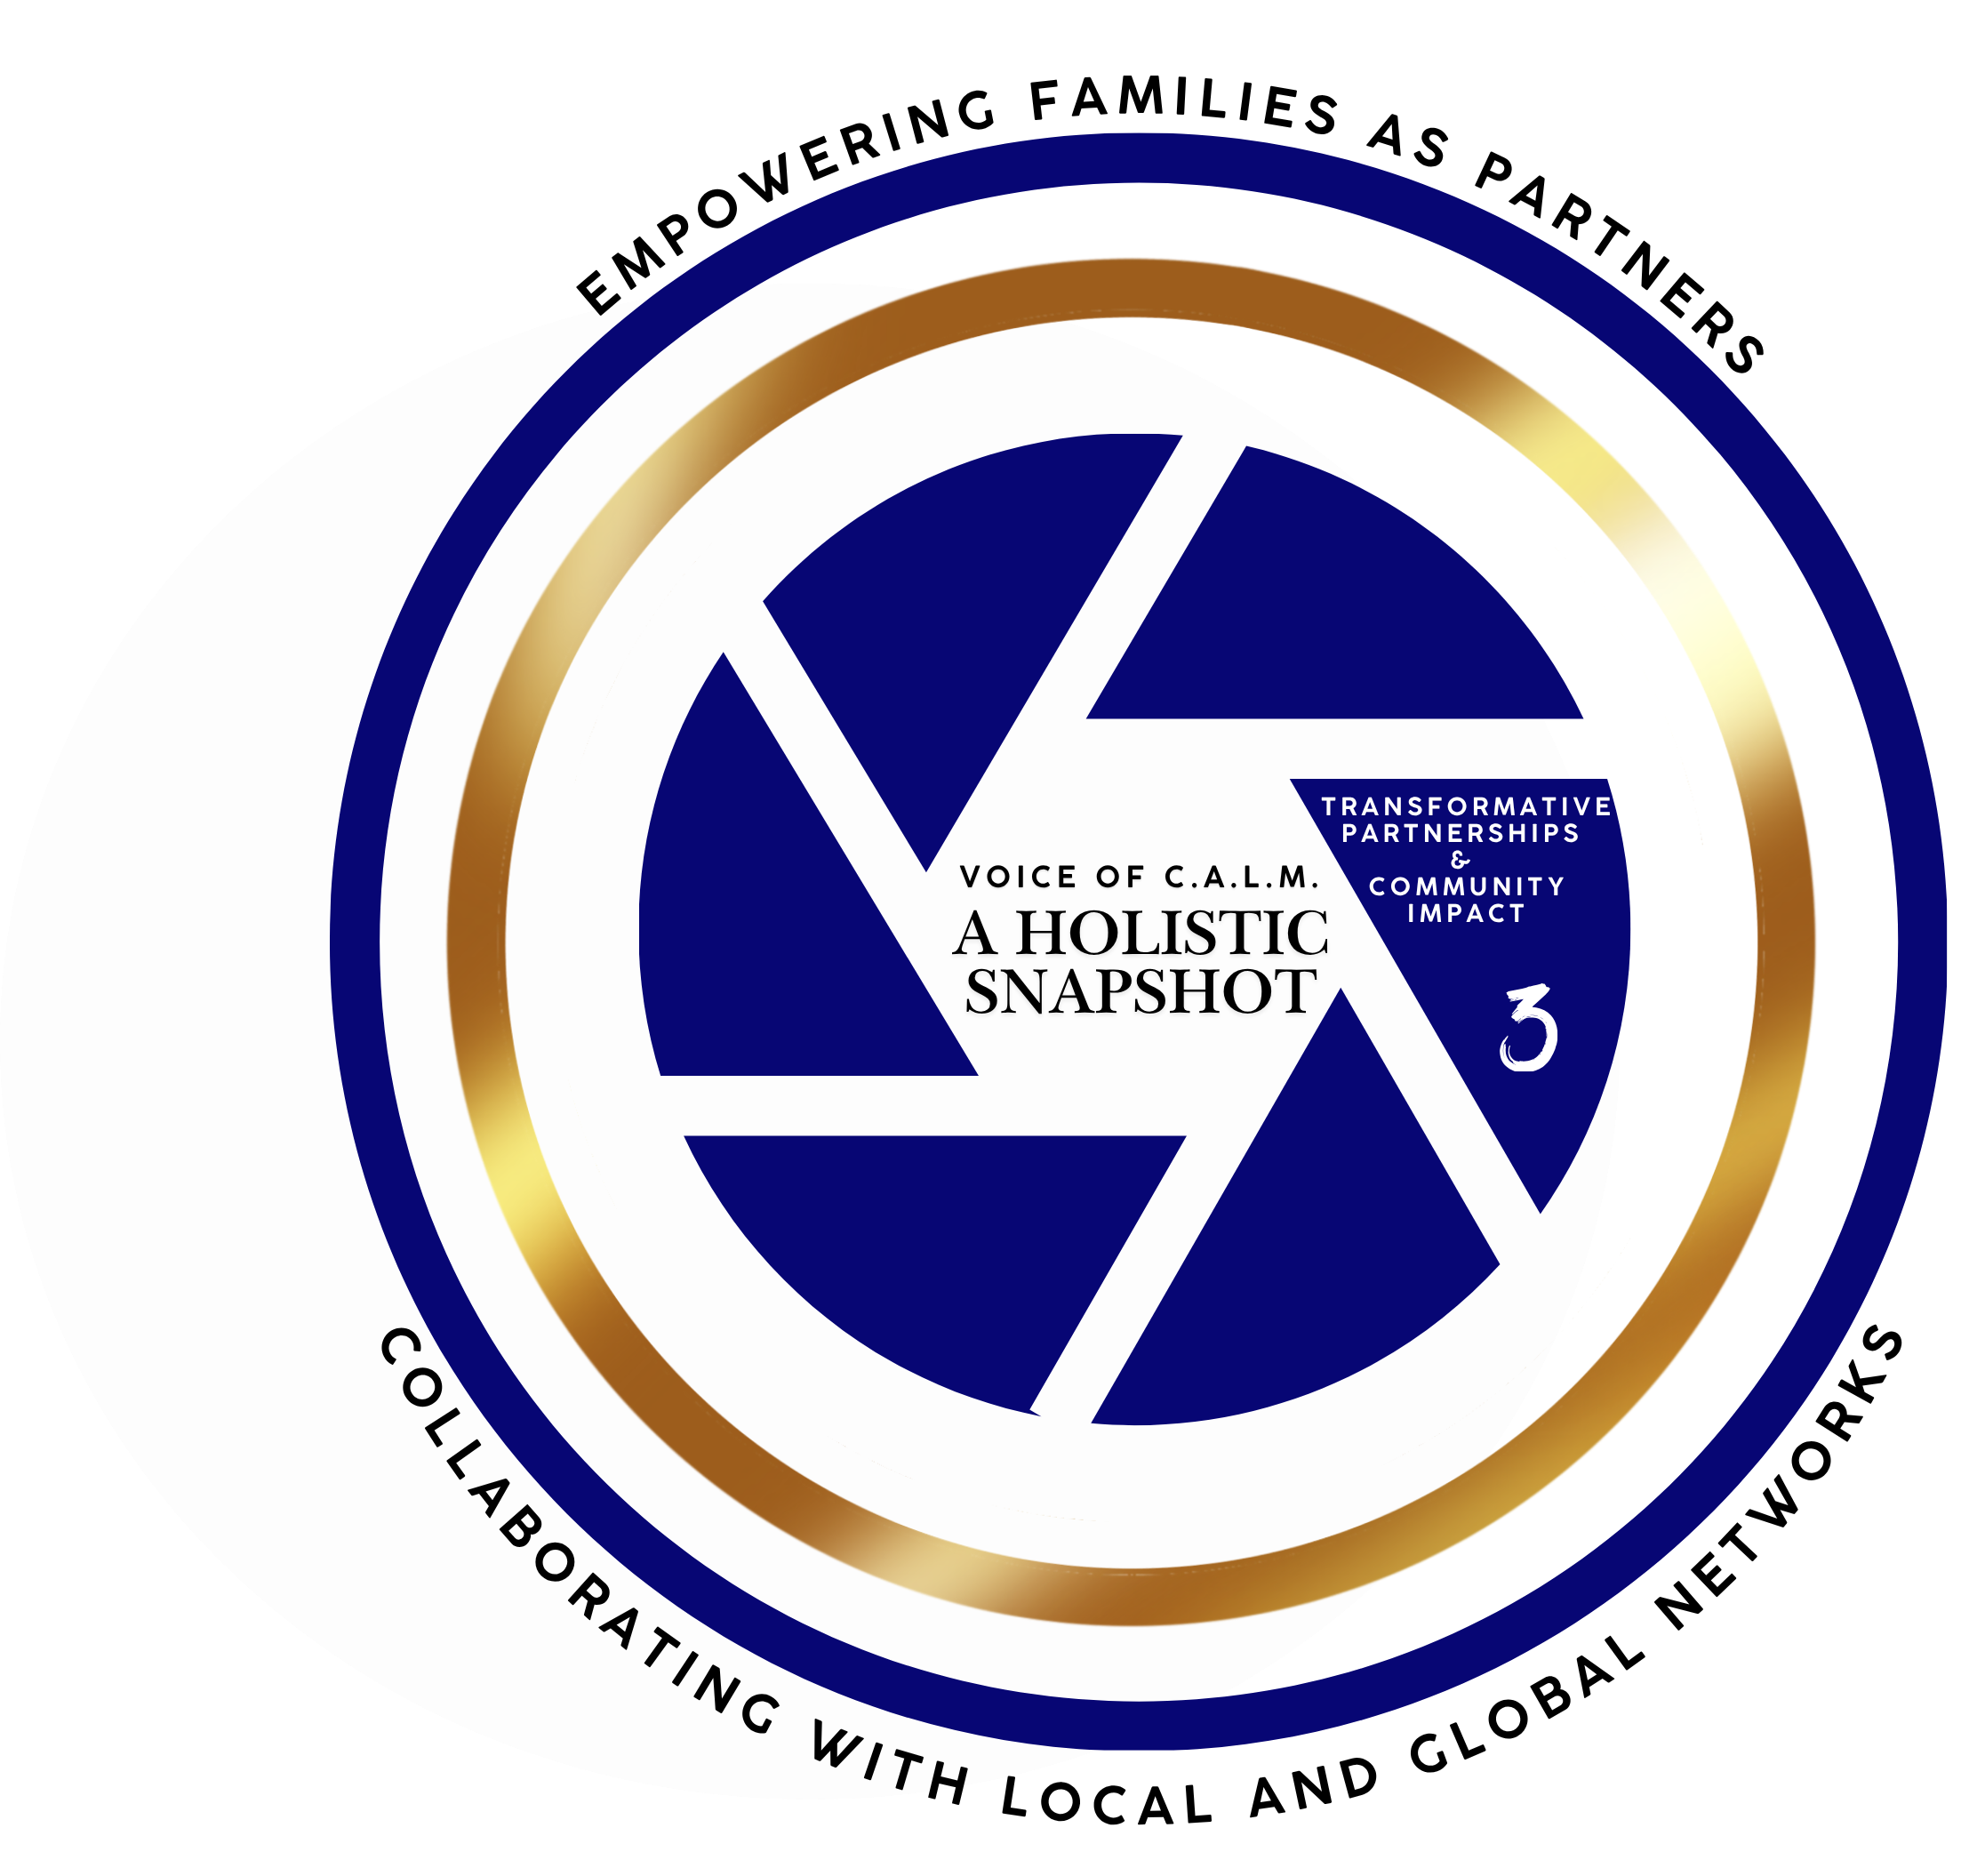 EMPOWERING FAMILIES AS PARTNERS
TRANSFORMATIVE
PARTNERSHIPS
&
COMMUNITY
IMPACT
3
VOICE OF C.A.L.M.
A HOLISTIC
SNAPSHOT
COLLABORATING WITH LOCAL AND GLOBAL NETWORKS